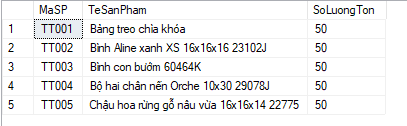 MaSP TeSanPham SoLuongTon
1 TT001 Bảng treo chìa khóa 50
2 TT002 Bình Aline xanh XS 16x16x16 23102J 50
3 TT003 Bình con bướm 60464K 50
4 TT004 Bộ hai chân nến Orche 10x30 29078J 50
5 TT005 Chậu hoa rừng gỗ nâu vừa 16x16x14 22775 50